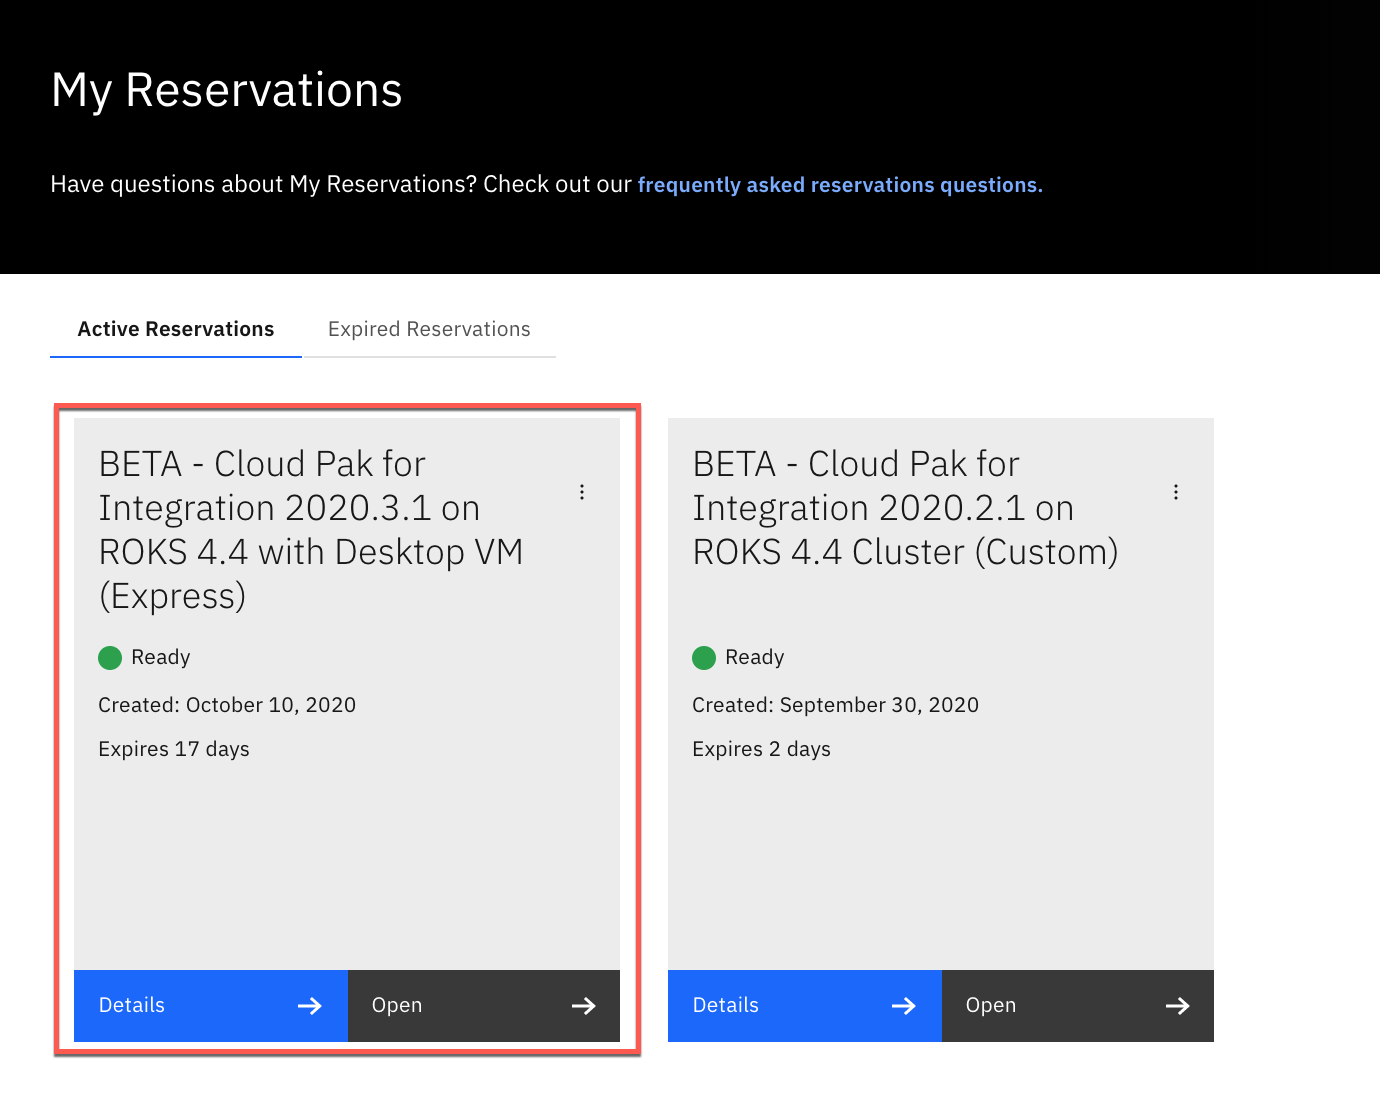 My Reservations
Have questions about My Reservations? Check out our frequently asked reservations questions.
Active Reservations
Expired Reservations
BETA - Cloud Pak for
Integration 2020.3.1 on
ROKS 4.4 with Desktop VM
(Express)
Ready
Created: October 10, 2020
Expires 17 days
Details
Open
BETA - Cloud Pak for
Integration 2020.2.1 on
ROKS 4.4 Cluster (Custom)
Ready
Created: September 30, 2020
Expires 2 days
Details
Open